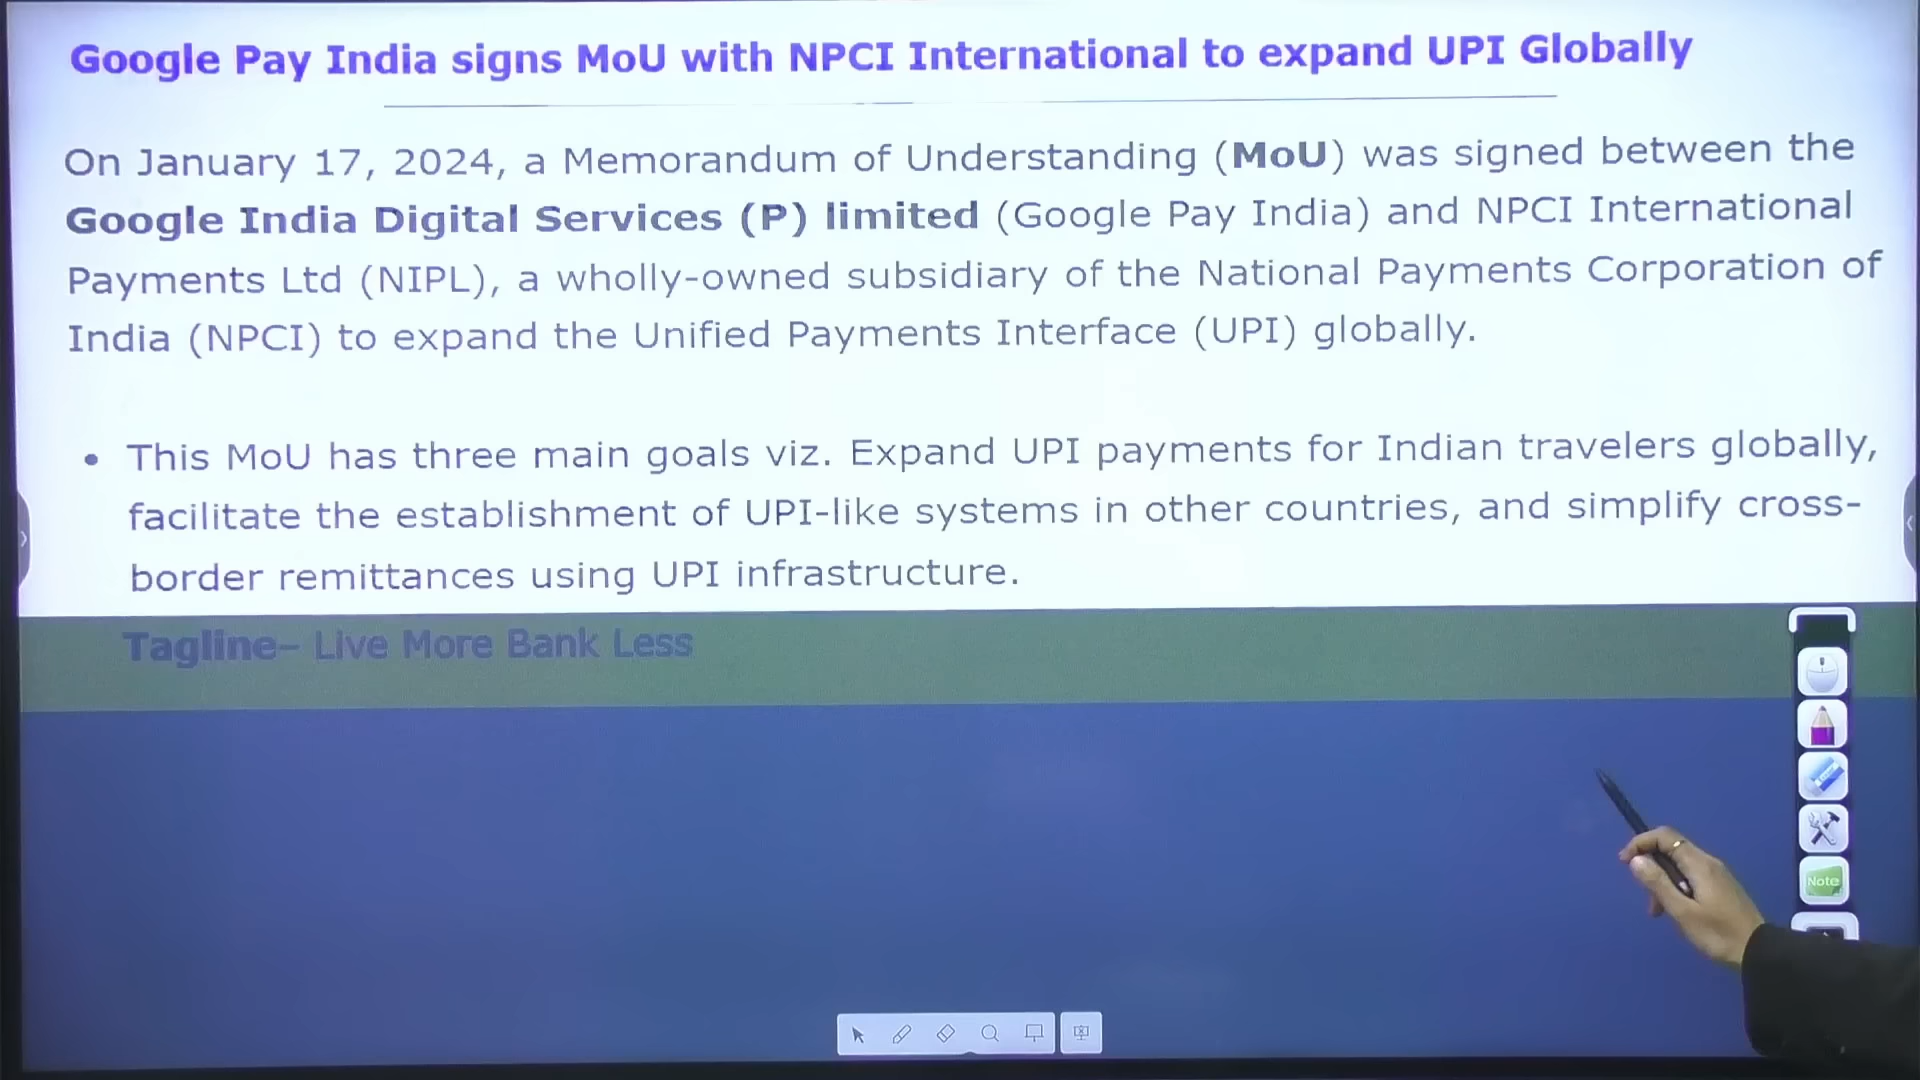 Google Pay India signs MoU with NPCI International to expand UPI Globally
On January 17, 2024, a Memorandum of Understanding (MoU) was signed between the
Google India Digital Services (P) limited (Google Pay India) and NPCI International
Payments Ltd (NIPL), a wholly-owned subsidiary of the National Payments Corporation of
India (NPCI) to expand the Unified Payments Interface (UPI) globally.
• This MoU has three main goals viz. Expand UPI payments for Indian travelers globally,
facilitate the establishment of UPI-like systems in other countries, and simplify cross-
border remittances using UPI infrastructure.
Tagline– Live More Bank Less
Note